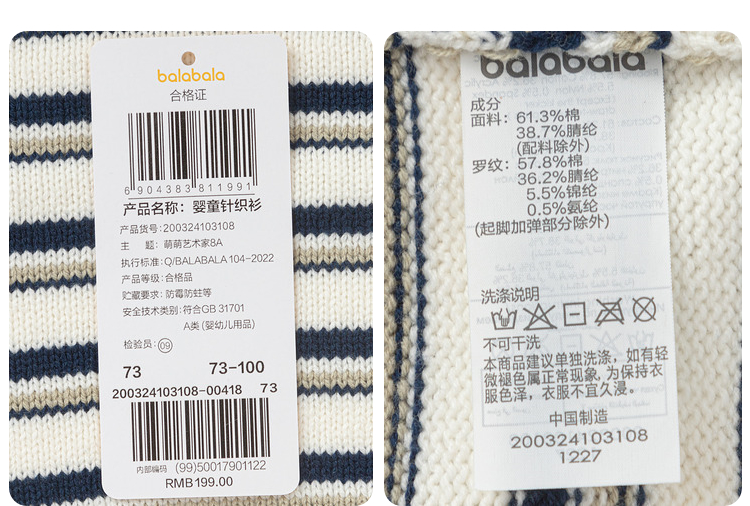 balabala
合格证
6 904383 811991
产品名称：婴童针织衫
产品货号：200324103108
主 题：萌萌艺术家8A
执行标准：Q/BALABALA 104-2022
产品等级：合格品
贮藏要求：防霉防蛀等
安全技术类别：符合GB 31701
A类 (婴幼儿用品)
检验员：09
73 73-100
200324103108-00418 73
内部编码 (99)50017901122
RMB199.00
balabala
成分
面料：61.3%棉
38.7%腈纶
(配料除外)
罗纹：57.8%棉
36.2%腈纶
5.5%锦纶
0.5%氨纶
(起脚加弹部分除外)
洗涤说明
不可干洗
本商品建议单独洗涤，如有轻
微褪色属正常现象，为保持衣
服色泽，衣服不宜久浸。
中国制造
200324103108
1227